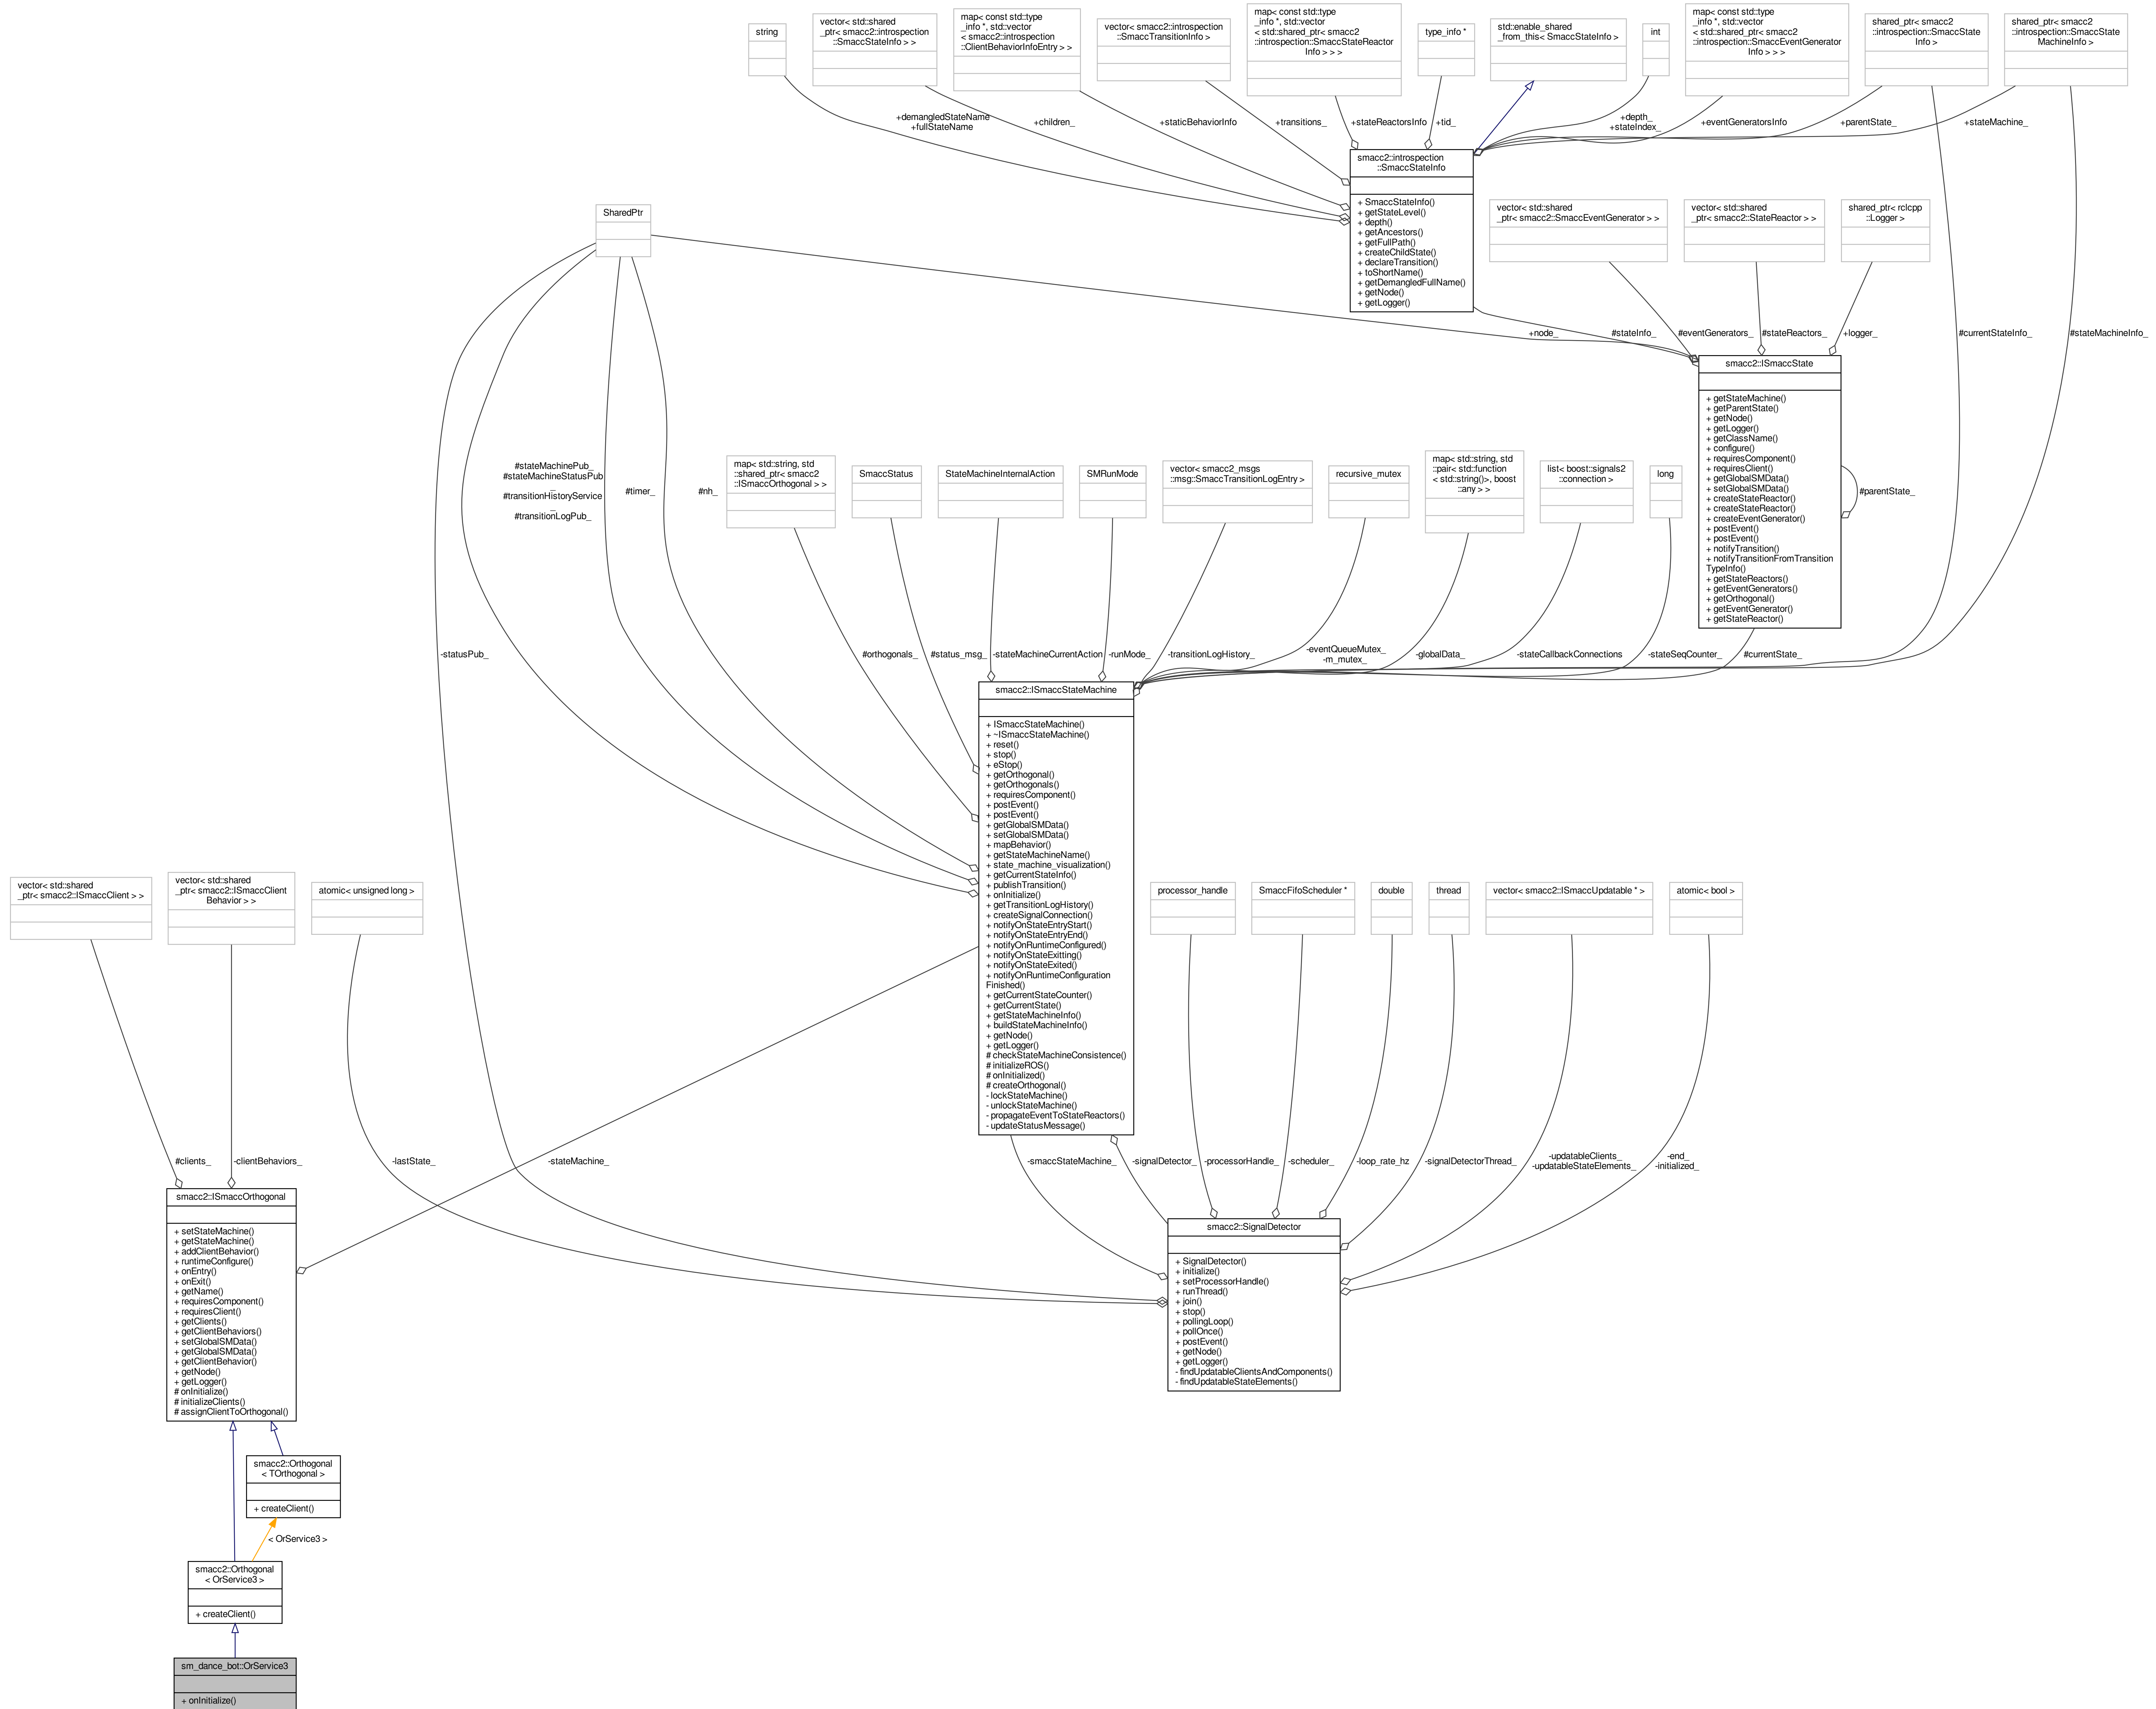 string
vector< std::shared
_ptr< smacc2::introspection
::SmaccStateInfo > >
map< const std::type
_info *, std::vector
< smacc2::introspection
::ClientBehaviorInfoEntry > >
vector< smacc2::introspection
::SmaccTransitionInfo >
map< const std::type
_info *, std::vector
< std::shared_ptr< smacc2
::introspection::SmaccStateReactor
Info > > >
type_info *
std::enable_shared
_from_this< SmaccStateInfo >
int
map< const std::type
_info *, std::vector
< std::shared_ptr< smacc2
::introspection::SmaccEventGenerator
Info > > >
shared_ptr< smacc2
::introspection::SmaccState
Info >
shared_ptr< smacc2
::introspection::SmaccState
MachineInfo >
+demangledStateName
+fullStateName
+children_
+staticBehaviorInfo
+transitions_
+stateReactorsInfo
+tid_
+depth_
+stateIndex_
+eventGeneratorsInfo
+parentState_
+stateMachine_
smacc2::introspection
::SmaccStateInfo
+ SmaccStateInfo()
+ getStateLevel()
+ depth()
+ getAncestors()
+ getFullPath()
+ createChildState()
+ declareTransition()
+ toShortName()
+ getDemangledFullName()
+ getNode()
+ getLogger()
SharedPtr
vector< std::shared
_ptr< smacc2::SmaccEventGenerator > >
vector< std::shared
_ptr< smacc2::StateReactor > >
shared_ptr< rclcpp
::Logger >
+node_
#stateInfo_
#eventGenerators_
#stateReactors_
+logger_
#currentStateInfo_
#stateMachineInfo_
smacc2::ISmaccState
+ getStateMachine()
+ getParentState()
+ getNode()
+ getLogger()
+ getClassName()
+ configure()
+ requiresComponent()
+ requiresClient()
+ getGlobalSMData()
+ setGlobalSMData()
+ createStateReactor()
+ createStateReactor()
+ createEventGenerator()
+ postEvent()
+ postEvent()
+ notifyTransition()
+ notifyTransitionFromTransition
TypeInfo()
+ getStateReactors()
+ getEventGenerators()
+ getOrthogonal()
+ getEventGenerator()
+ getStateReactor()
#parentState_
#stateMachinePub_
#stateMachineStatusPub
_
#transitionHistoryService
_
#transitionLogPub_
#timer_
#nh_
map< std::string, std
::shared_ptr< smacc2
::ISmaccOrthogonal > >
SmaccStatus
StateMachineInternalAction
SMRunMode
vector< smacc2_msgs
::msg::SmaccTransitionLogEntry >
recursive_mutex
map< std::string, std
::pair< std::function
< std::string()>, boost
::any > >
list< boost::signals2
::connection >
long
-statusPub_
#orthogonals_
#status_msg_
-stateMachineCurrentAction
-runMode_
-transitionLogHistory_
-eventQueueMutex_
-m_mutex_
-globalData_
-stateCallbackConnections
-stateSeqCounter_
#currentState_
smacc2::ISmaccStateMachine
+ ISmaccStateMachine()
+ ~ISmaccStateMachine()
+ reset()
+ stop()
+ eStop()
+ getOrthogonal()
+ getOrthogonals()
+ requiresComponent()
+ postEvent()
+ postEvent()
+ getGlobalSMData()
+ setGlobalSMData()
+ mapBehavior()
+ getStateMachineName()
+ state_machine_visualization()
+ getCurrentStateInfo()
+ publishTransition()
+ onInitialize()
+ getTransitionLogHistory()
+ createSignalConnection()
+ notifyOnStateEntryStart()
+ notifyOnStateEntryEnd()
+ notifyOnRuntimeConfigured()
+ notifyOnStateExitting()
+ notifyOnStateExited()
+ notifyOnRuntimeConfiguration
Finished()
+ getCurrentStateCounter()
+ getCurrentState()
+ getStateMachineInfo()
+ buildStateMachineInfo()
+ getNode()
+ getLogger()
# checkStateMachineConsistence()
# initializeROS()
# onInitialized()
# createOrthogonal()
- lockStateMachine()
- unlockStateMachine()
- propagateEventToStateReactors()
- updateStatusMessage()
vector< std::shared
_ptr< smacc2::ISmaccClient > >
vector< std::shared
_ptr< smacc2::ISmaccClient
Behavior > >
atomic< unsigned long >
processor_handle
SmaccFifoScheduler *
double
thread
vector< smacc2::ISmaccUpdatable * >
atomic< bool >
#clients_
-clientBehaviors_
-lastState_
-stateMachine_
-smaccStateMachine_
-signalDetector_
-processorHandle_
-scheduler_
-loop_rate_hz
-signalDetectorThread_
-updatableClients_
-updatableStateElements_
-end_
-initialized_
smacc2::ISmaccOrthogonal
+ setStateMachine()
+ getStateMachine()
+ addClientBehavior()
+ runtimeConfigure()
+ onEntry()
+ onExit()
+ getName()
+ requiresComponent()
+ requiresClient()
+ getClients()
+ getClientBehaviors()
+ setGlobalSMData()
+ getGlobalSMData()
+ getClientBehavior()
+ getNode()
+ getLogger()
# onInitialize()
# initializeClients()
# assignClientToOrthogonal()
smacc2::SignalDetector
+ SignalDetector()
+ initialize()
+ setProcessorHandle()
+ runThread()
+ join()
+ stop()
+ pollingLoop()
+ pollOnce()
+ postEvent()
+ getNode()
+ getLogger()
- findUpdatableClientsAndComponents()
- findUpdatableStateElements()
smacc2::Orthogonal
< TOrthogonal >
+ createClient()
< OrService3 >
smacc2::Orthogonal
< OrService3 >
+ createClient()
sm_dance_bot::OrService3
+ onInitialize()